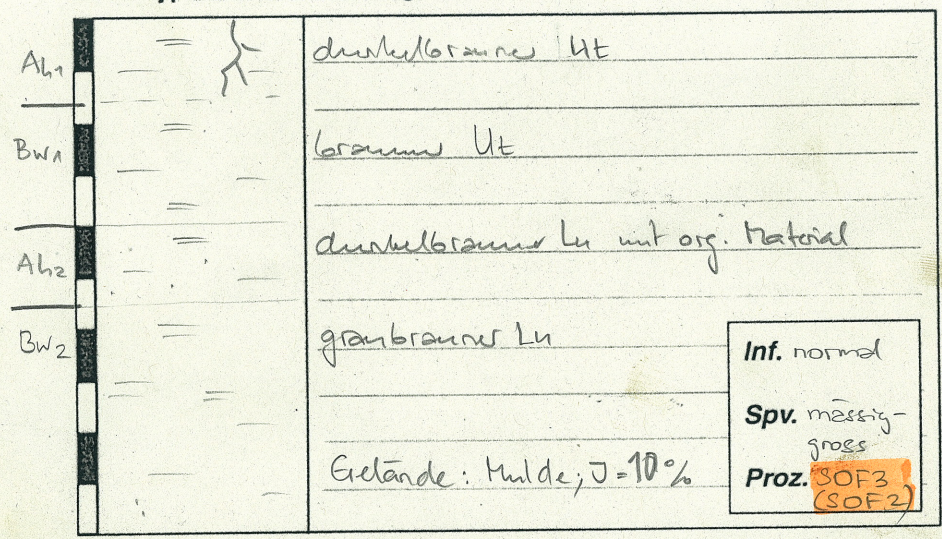 Ah1
dunkelbrauner Ut
Bw1
brauner Ut
Ah2
dunkelbrauner Lu mit org. Material
Bw2
graubrauner Lu
Inf. normal
Spv. mässig-
gross
Gelände: Mulde; J=10%
Proz. SOF3
(SOF2)